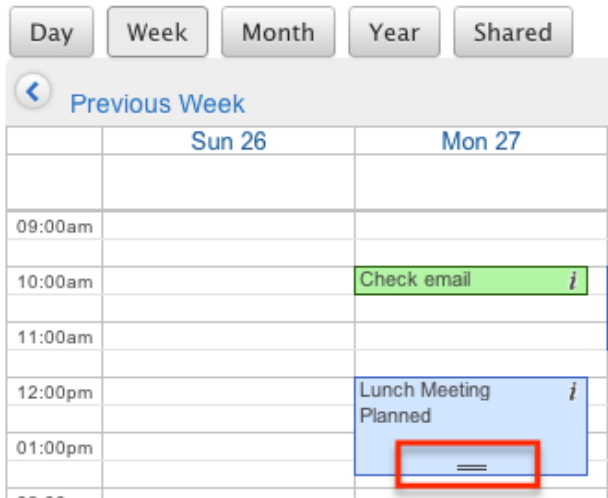 Day Week Month Year Shared
Previous Week
Sun 26 Mon 27
09:00am
10:00am Check email i
11:00am
12:00pm Lunch Meeting i
Planned
01:00pm